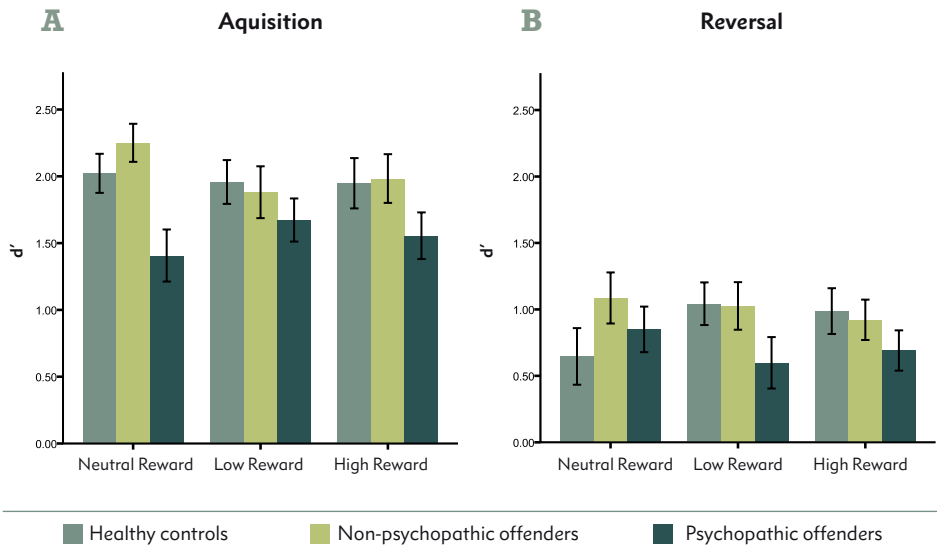 A Aquisition
2.50
2.00
1.50
1.00
0.50
0.00
d′
Neutral Reward Low Reward High Reward
B Reversal
2.50
2.00
1.50
1.00
0.50
0.00
d′
Neutral Reward Low Reward High Reward
Healthy controls Non-psychopathic offenders Psychopathic offenders